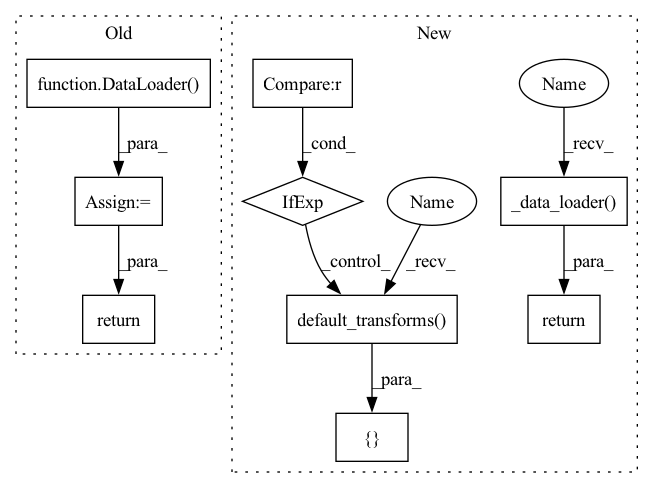 Old
New
function.DataLoader()
Compare:r
Name
_para_
_cond_
_recv_
Assign:=
IfExp
Name
_data_loader()
_para_
_control_
_recv_
_para_
return
default_transforms()
return
_para_
{}